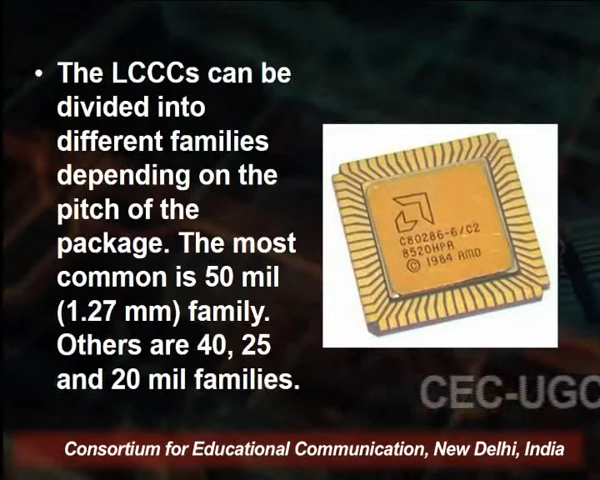 • The LCCCs can be
divided into
different families
depending on the
pitch of the
package. The most
common is 50 mil
(1.27 mm) family.
Others are 40, 25
and 20 mil families.
C80286-6/C2
8520HPR
© 1984 AMD
CEC-UGC
Consortium for Educational Communication, New Delhi, India